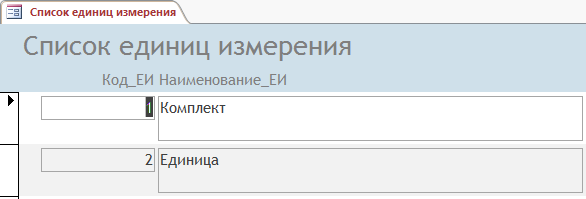 Список единиц измерения
Список единиц измерения
Код_ЕИ Наименование_ЕИ
1 Комплект
2 Единица